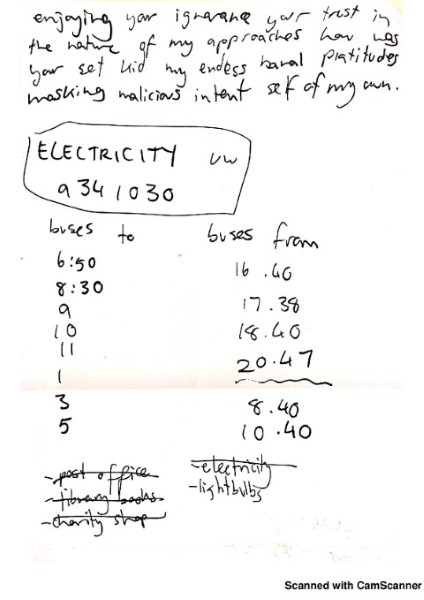 enjoying your ignorance your trust in
the nature of my approaches how was
your set kid my endless banal platitudes
masking malicious intent self of my own.
ELECTRICITY
9341030
buses to
6:50
8:30
9
10
11
1
3
5
buses from
16.40
17.38
18.40
20.47
8.40
10.40
-post office
-library books
-charity shop
-electricity
-lightbulbs
Scanned with CamScanner